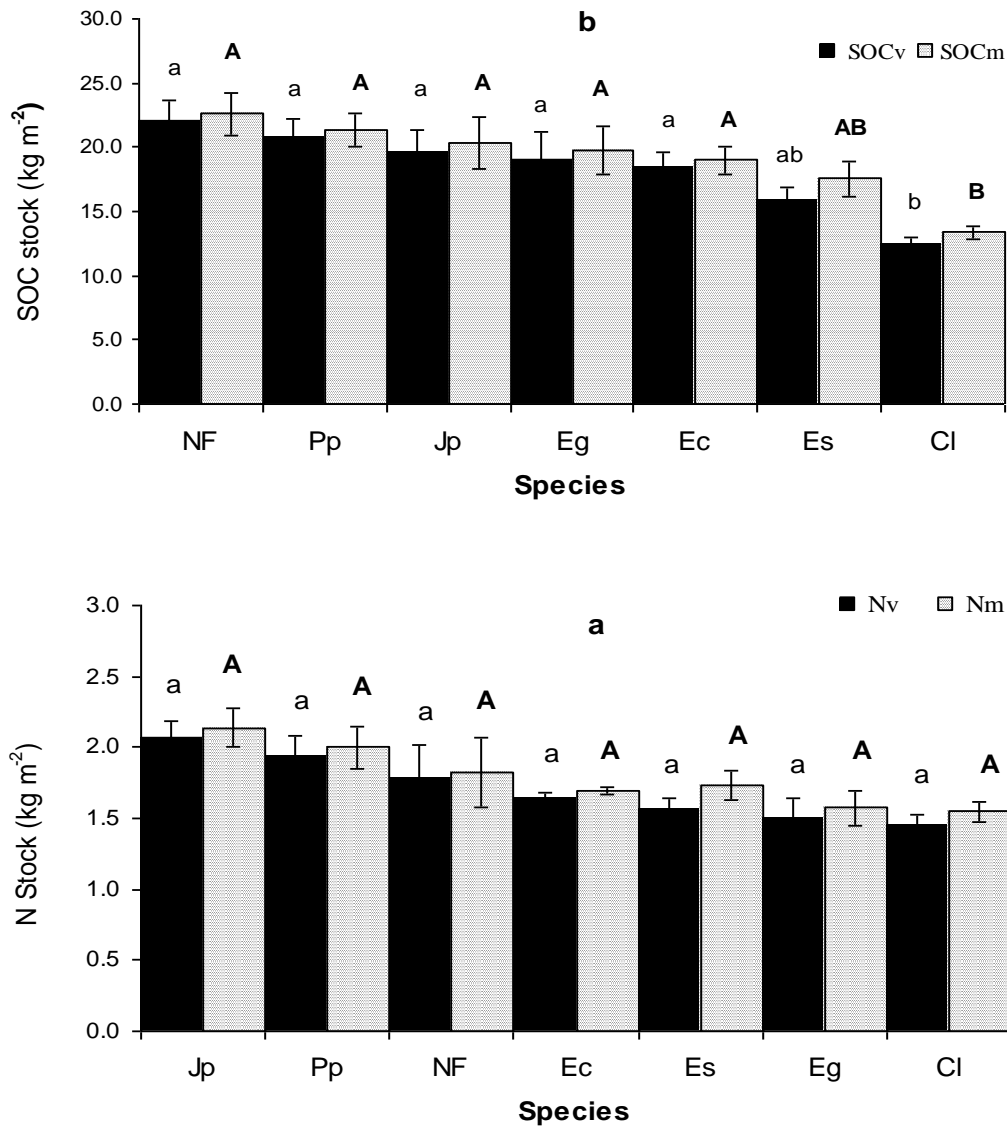 30.0
b
SOCv SOCm
a A a A a A a A a A ab AB b B
25.0
20.0
15.0
10.0
5.0
0.0
SOC stock (kg m-2)
NF Pp Jp Eg Ec Es Cl
Species
3.0
a
Nv Nm
a A a A a A a A a A a A a A
2.5
2.0
1.5
1.0
0.5
0.0
N Stock (kg m-2)
Jp Pp NF Ec Es Eg Cl
Species